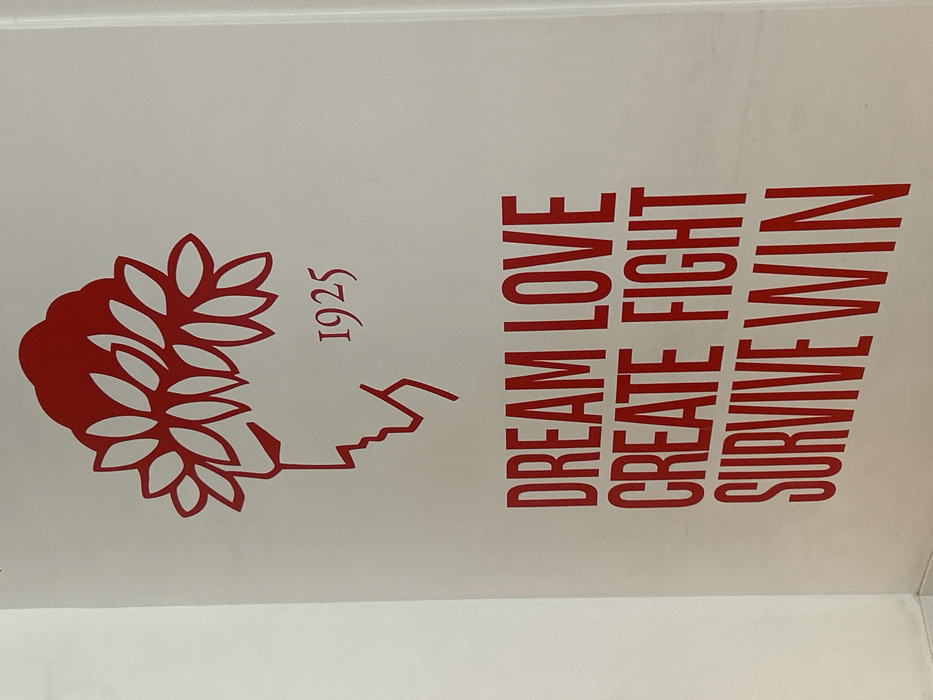 1925
DREAM LOVE
CREATE FIGHT
SURVIVE WIN